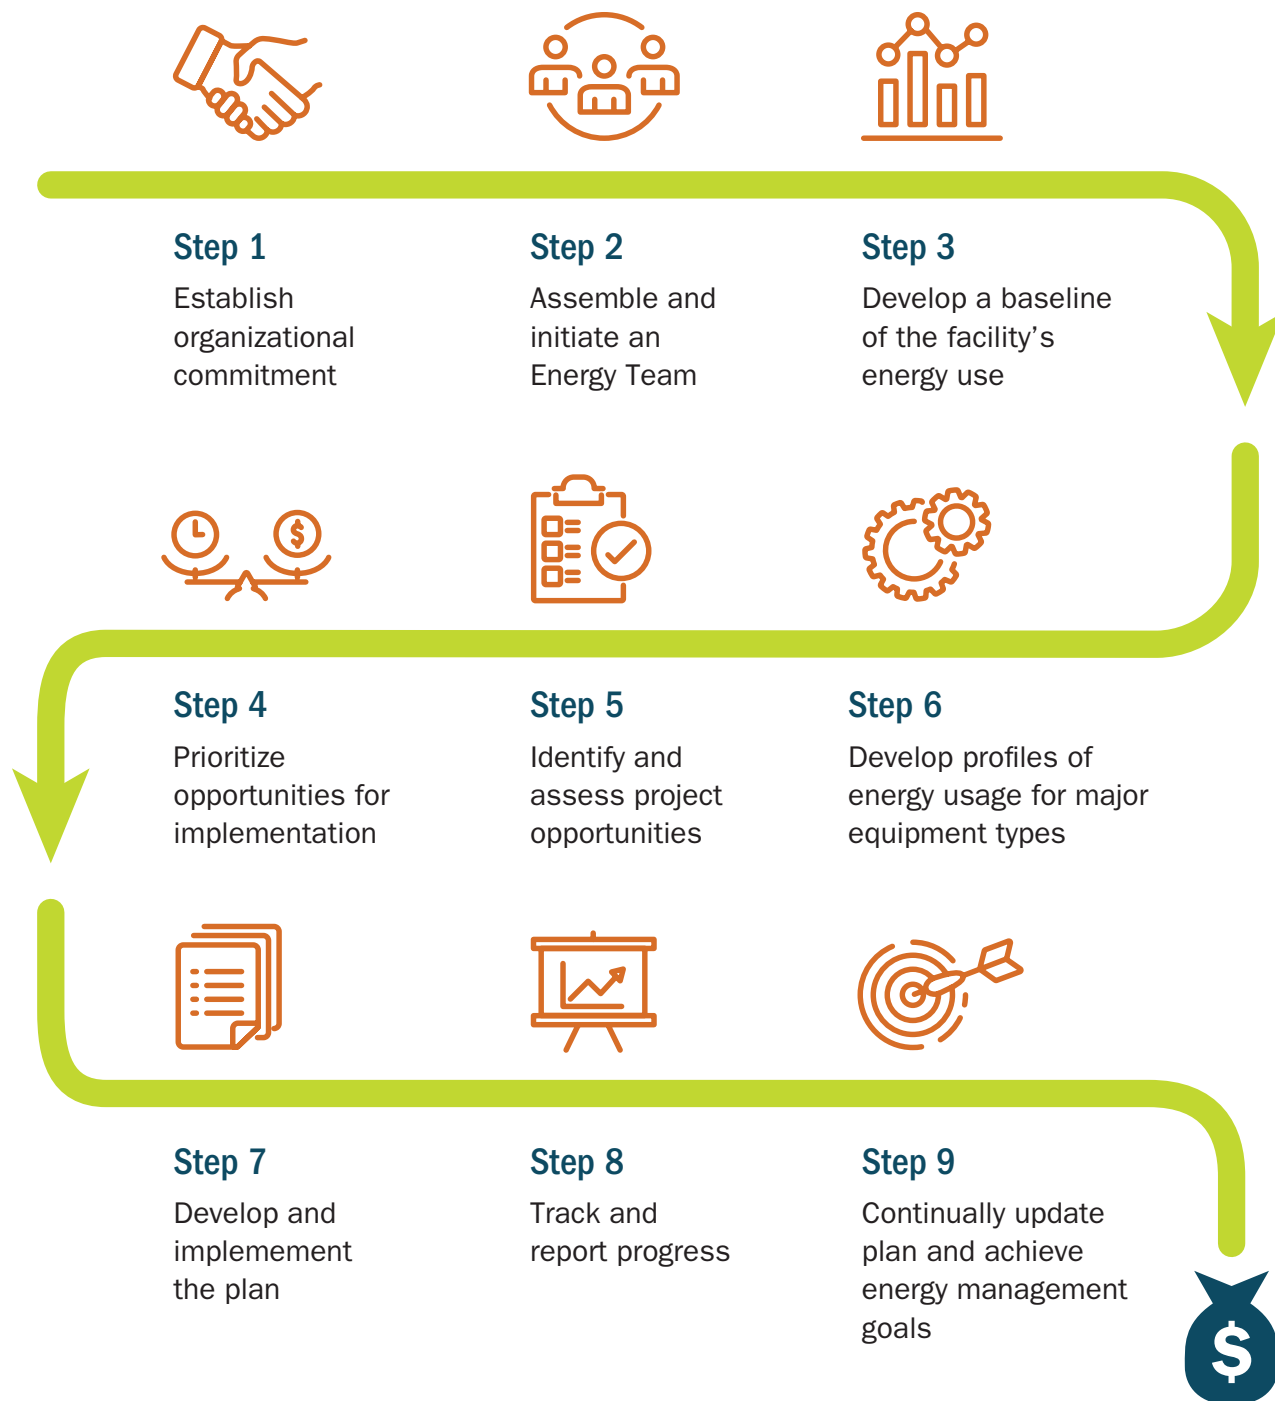 Step 1
Establish
organizational
commitment
Step 2
Assemble and
initiate an
Energy Team
Step 3
Develop a baseline
of the facility’s
energy use
$
Step 4
Prioritize
opportunities for
implementation
Step 5
Identify and
assess project
opportunities
Step 6
Develop profiles of
energy usage for major
equipment types
Step 7
Develop and
implemement
the plan
Step 8
Track and
report progress
Step 9
Continually update
plan and achieve
energy management
goals
$